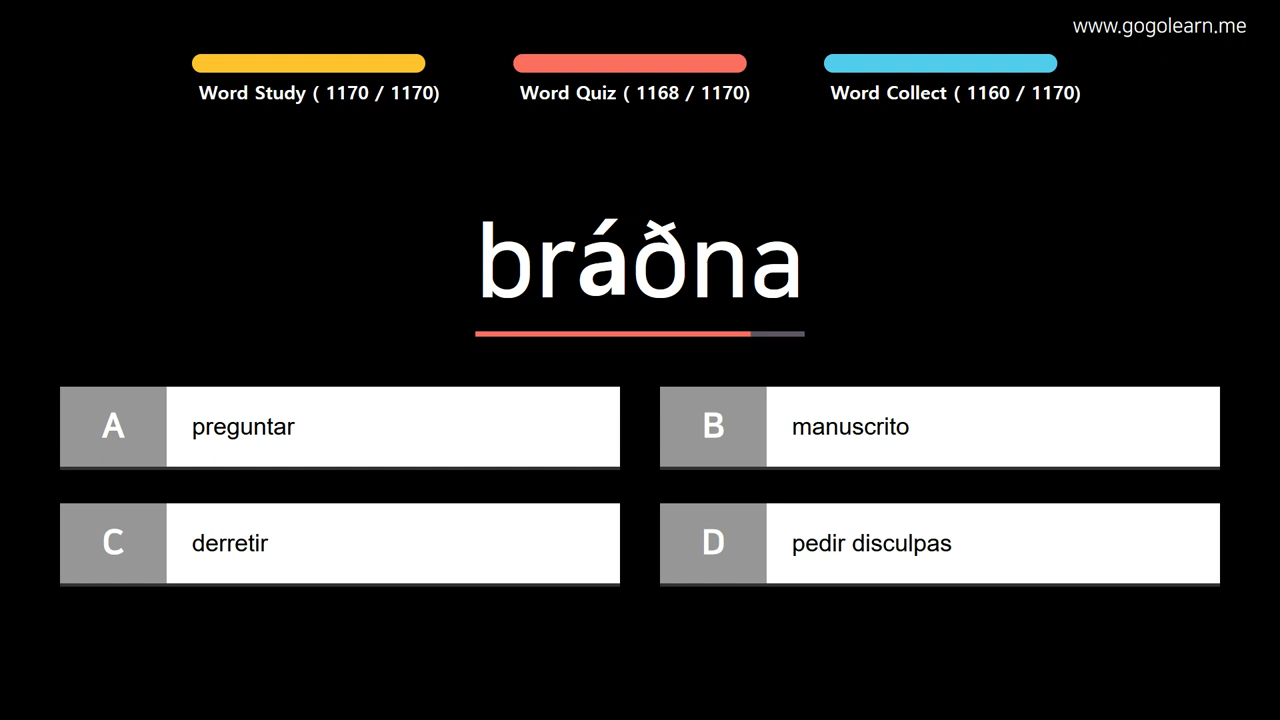 www.gogolearn.me
Word Study ( 1170 / 1170)
Word Quiz ( 1168 / 1170)
Word Collect ( 1160 / 1170)
bráðna
A preguntar
B manuscrito
C derretir
D pedir disculpas